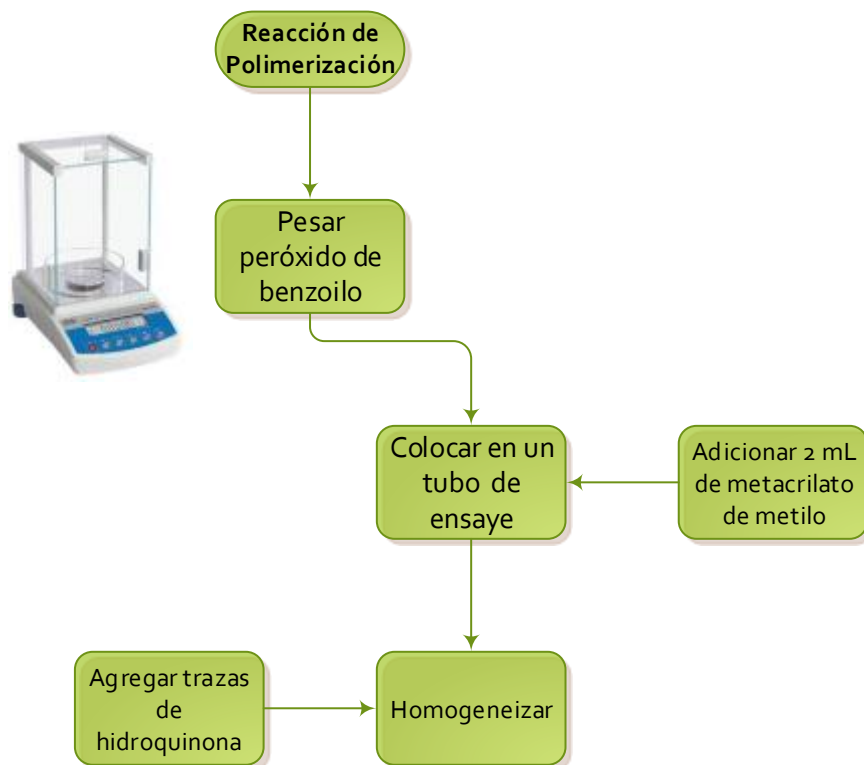 Reacción de
Polimerización
Pesar
peróxido de
benzoilo
Colocar en un
tubo de
ensaye
Adicionar 2 mL
de metacrilato
de metilo
Agregar trazas
de
hidroquinona
Homogeneizar